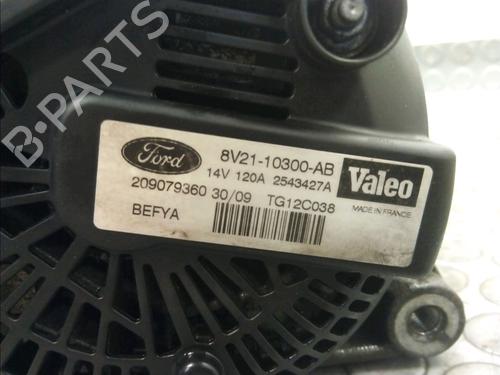 B-PARTS
Ford
8V21-10300-AB
14V 120A 2543427A
Valeo
MADE IN FRANCE
209079360 30/09 TG12C038
BEFYA